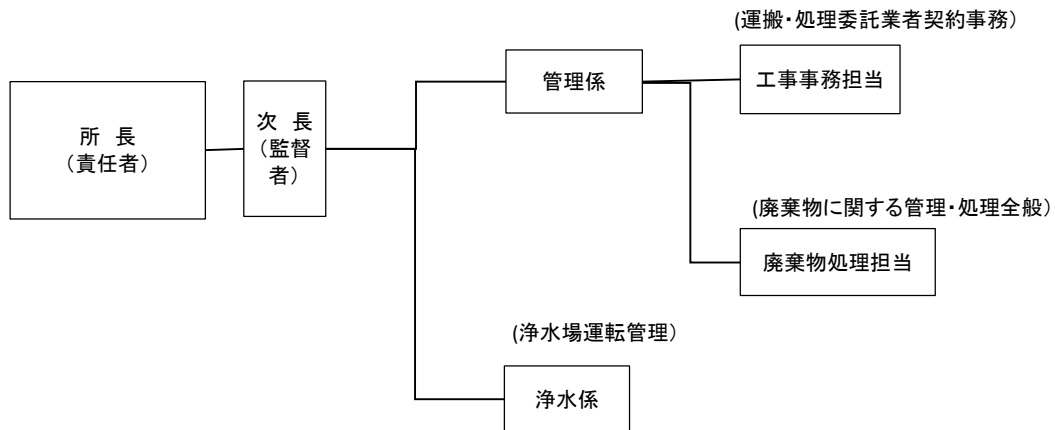 (運搬・処理委託業者契約事務)
管理係
工事事務担当
所 長
(責任者)
次 長
(監督
者)
(廃棄物に関する管理・処理全般)
廃棄物処理担当
(浄水場運転管理)
浄水係